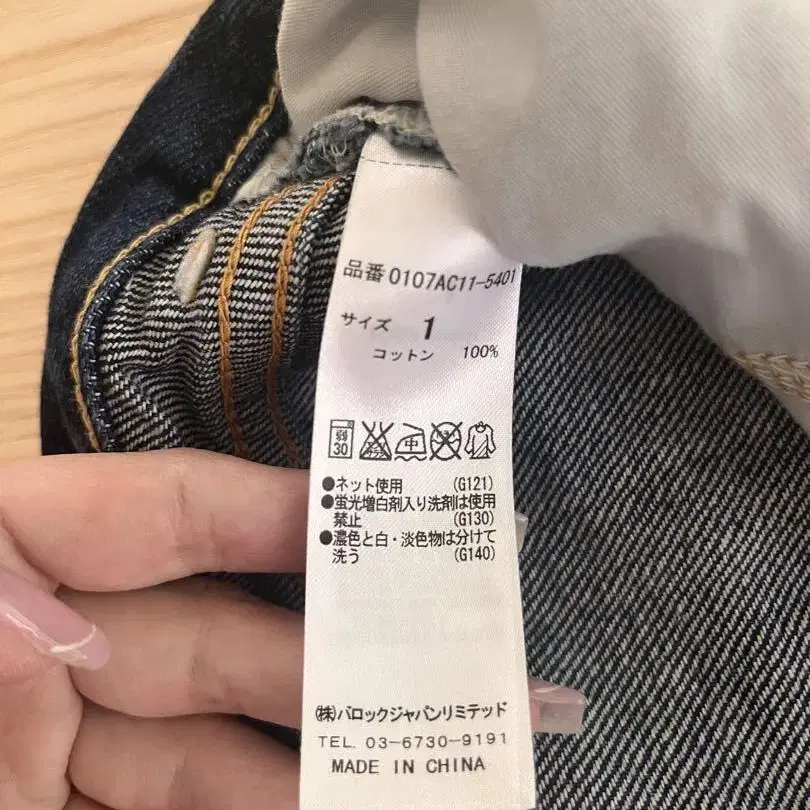 品番 0107AC11-5401
サイズ 1
コットン 100%
弱
30
中
●ネット使用 (G121)
●蛍光増白剤入り洗剤は使用
禁止 (G130)
●濃色と白・淡色物は分けて
洗う (G140)
㈱バロックジャパンリミテッド
TEL. 03-6730-9191
MADE IN CHINA